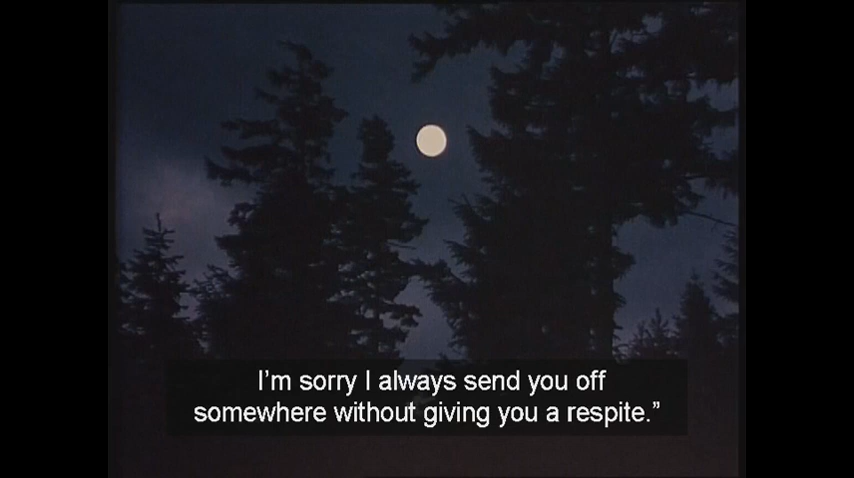 I'm sorry I always send you off
somewhere without giving you a respite.”